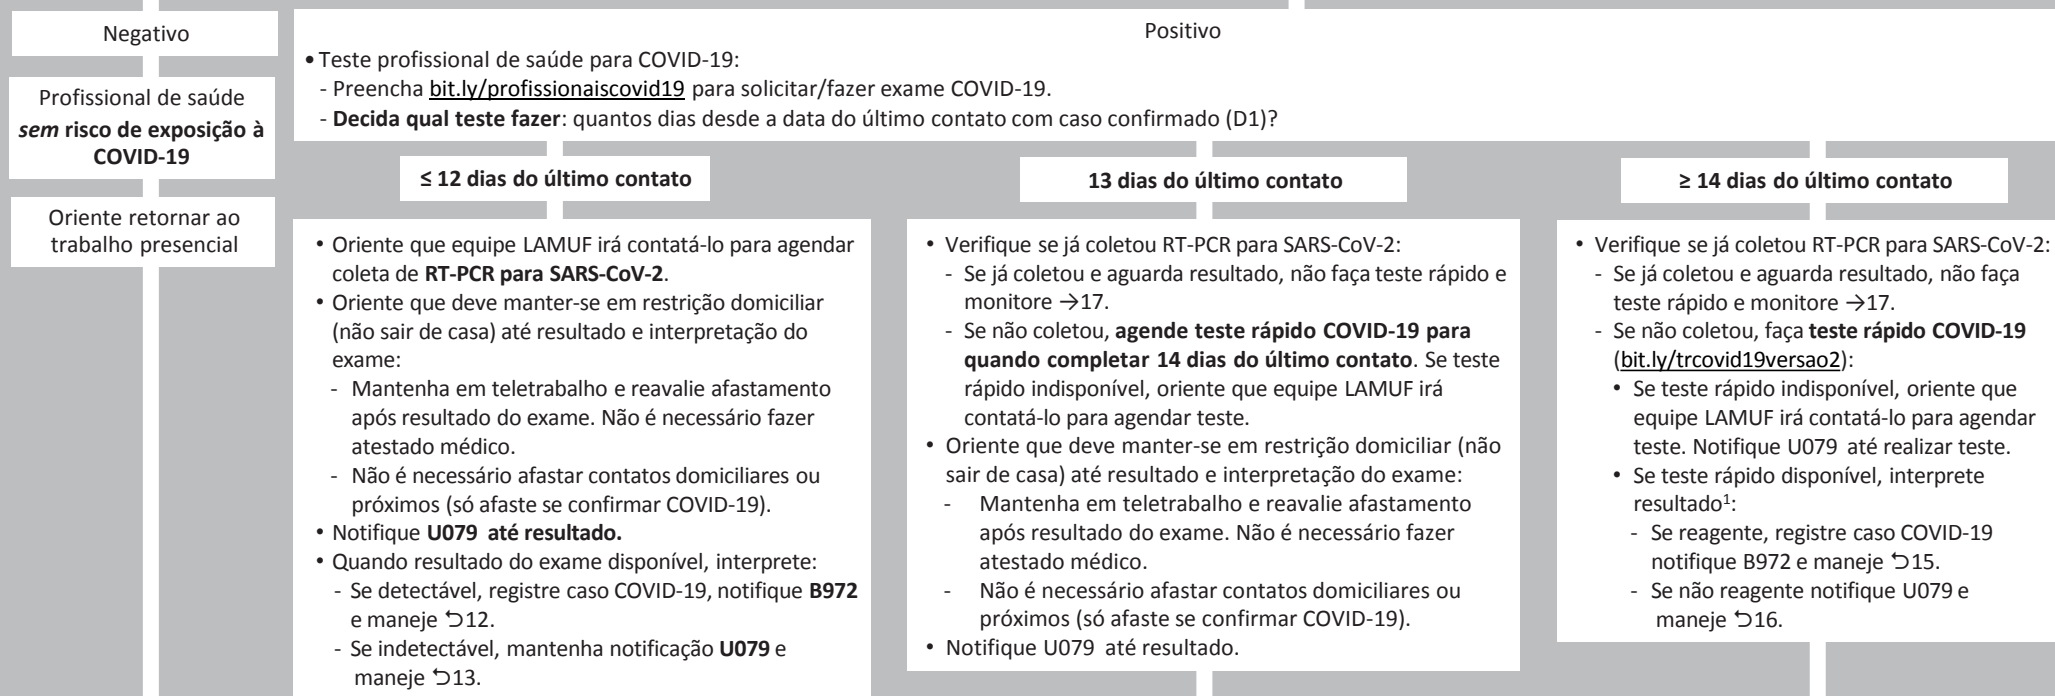 Negativo
Profissional de saúde
sem risco de exposição à
COVID-19
Oriente retornar ao
trabalho presencial
Positivo
• Teste profissional de saúde para COVID-19:
- Preencha bit.ly/profissionaiscovid19 para solicitar/fazer exame COVID-19.
- Decida qual teste fazer: quantos dias desde a data do último contato com caso confirmado (D1)?
≤ 12 dias do último contato
• Oriente que equipe LAMUF irá contatá-lo para agendar
coleta de RT-PCR para SARS-CoV-2.
• Oriente que deve manter-se em restrição domiciliar
(não sair de casa) até resultado e interpretação do
exame:
- Mantenha em teletrabalho e reavalie afastamento
após resultado do exame. Não é necessário fazer
atestado médico.
- Não é necessário afastar contatos domiciliares ou
próximos (só afaste se confirmar COVID-19).
• Notifique U079 até resultado.
• Quando resultado do exame disponível, interprete:
- Se detectável, registre caso COVID-19, notifique B972
e maneje ⮌12.
- Se indetectável, mantenha notificação U079 e
maneje ⮌13.
13 dias do último contato
• Verifique se já coletou RT-PCR para SARS-CoV-2:
- Se já coletou e aguarda resultado, não faça teste rápido e
monitore →17.
- Se não coletou, agende teste rápido COVID-19 para
quando completar 14 dias do último contato. Se teste
rápido indisponível, oriente que equipe LAMUF irá
contatá-lo para agendar teste.
• Oriente que deve manter-se em restrição domiciliar (não
sair de casa) até resultado e interpretação do exame:
- Mantenha em teletrabalho e reavalie afastamento
após resultado do exame. Não é necessário fazer
atestado médico.
- Não é necessário afastar contatos domiciliares ou
próximos (só afaste se confirmar COVID-19).
• Notifique U079 até resultado.
≥ 14 dias do último contato
• Verifique se já coletou RT-PCR para SARS-CoV-2:
- Se já coletou e aguarda resultado, não faça
teste rápido e monitore →17.
- Se não coletou, faça teste rápido COVID-19
(bit.ly/trcovid19versao2):
• Se teste rápido indisponível, oriente que
equipe LAMUF irá contatá-lo para agendar
teste. Notifique U079 até realizar teste.
• Se teste rápido disponível, interprete
resultado¹:
- Se reagente, registre caso COVID-19
notifique B972 e maneje ⮌15.
- Se não reagente notifique U079 e
maneje ⮌16.